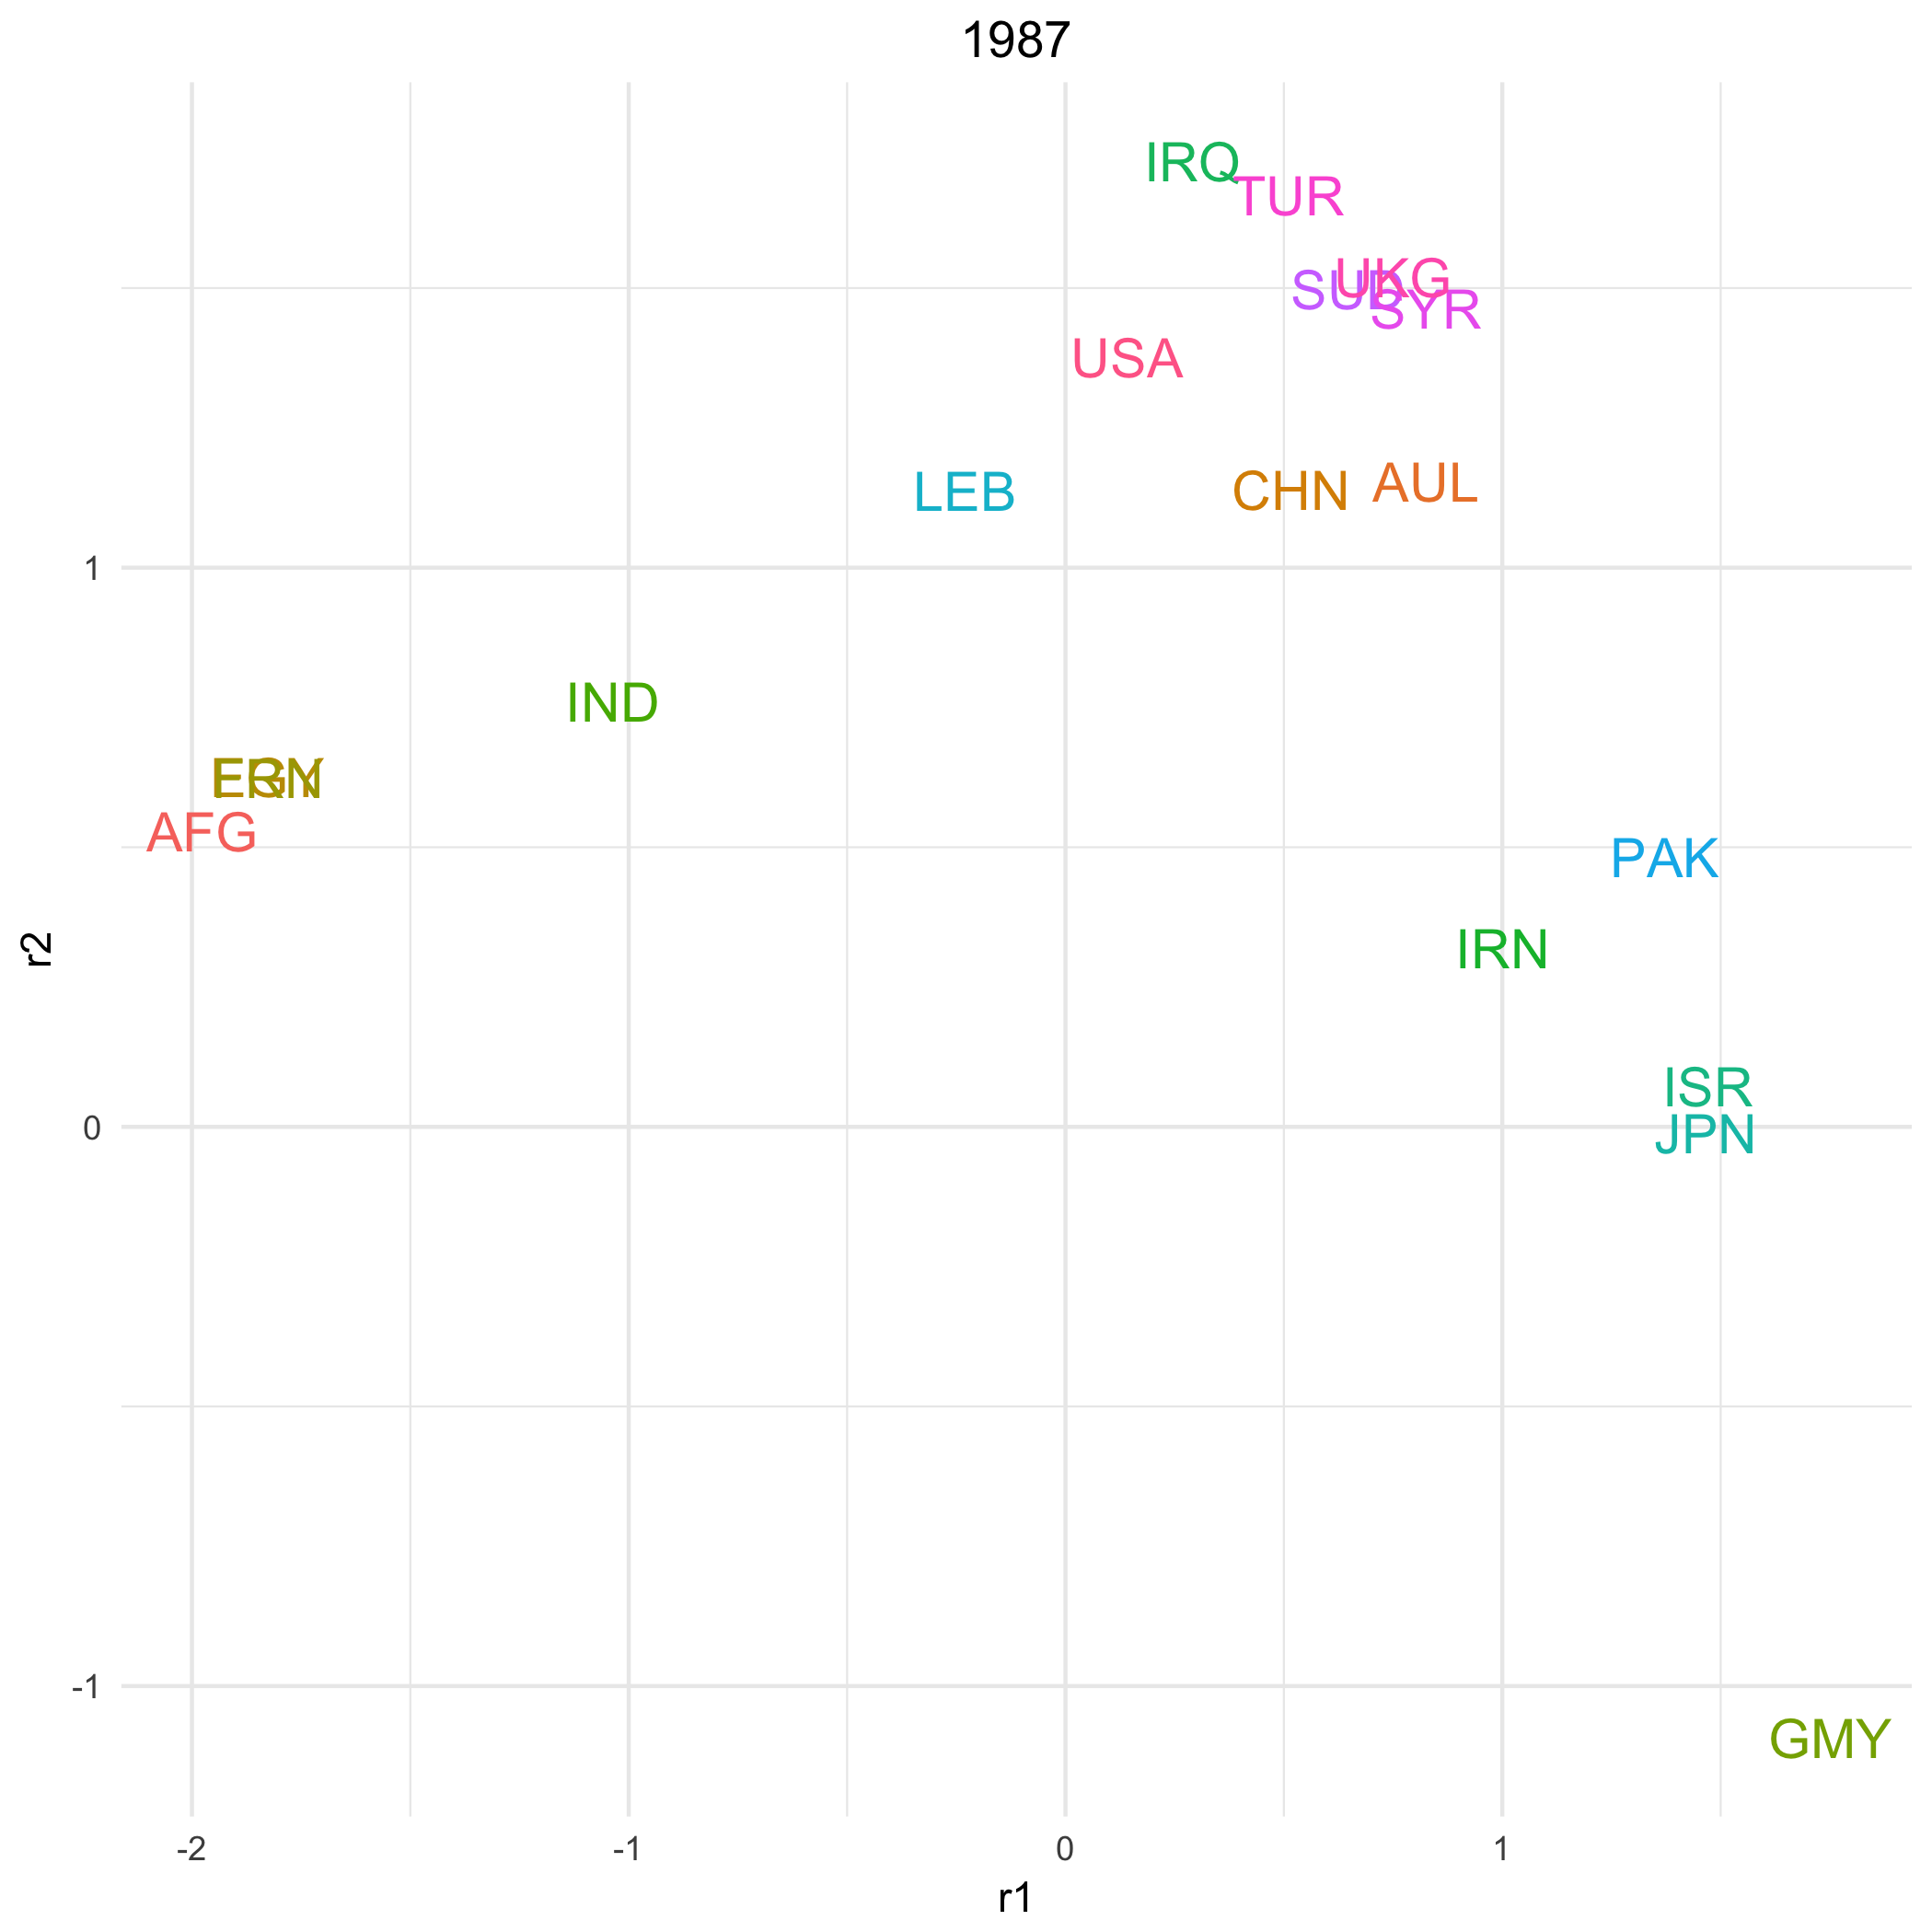 1987
IRQ
TUR
UKG
SYR
USA
AUL
CHN
LEB
1
IND
EGY
AFG
PAK
r2
IRN
ISR
0
JPN
-1
GMY
-2 -1 0 1
r1